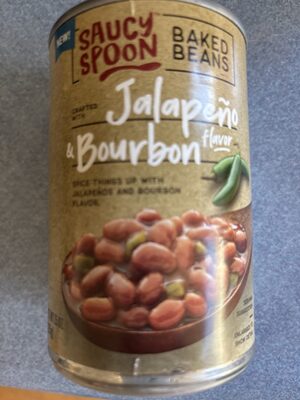 NEW!
SAUCY
SPOON
BAKED
BEANS
CRAFTED
WITH
Jalapeño
& Bourbon
flavor
SPICE THINGS UP WITH
JALAPEÑOS AND BOURBON
FLAVOR.